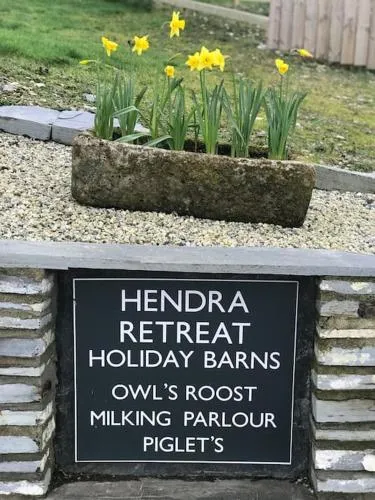 HENDRA
RETREAT
HOLIDAY BARNS
OWL'S ROOST
MILKING PARLOUR
PIGLET'S